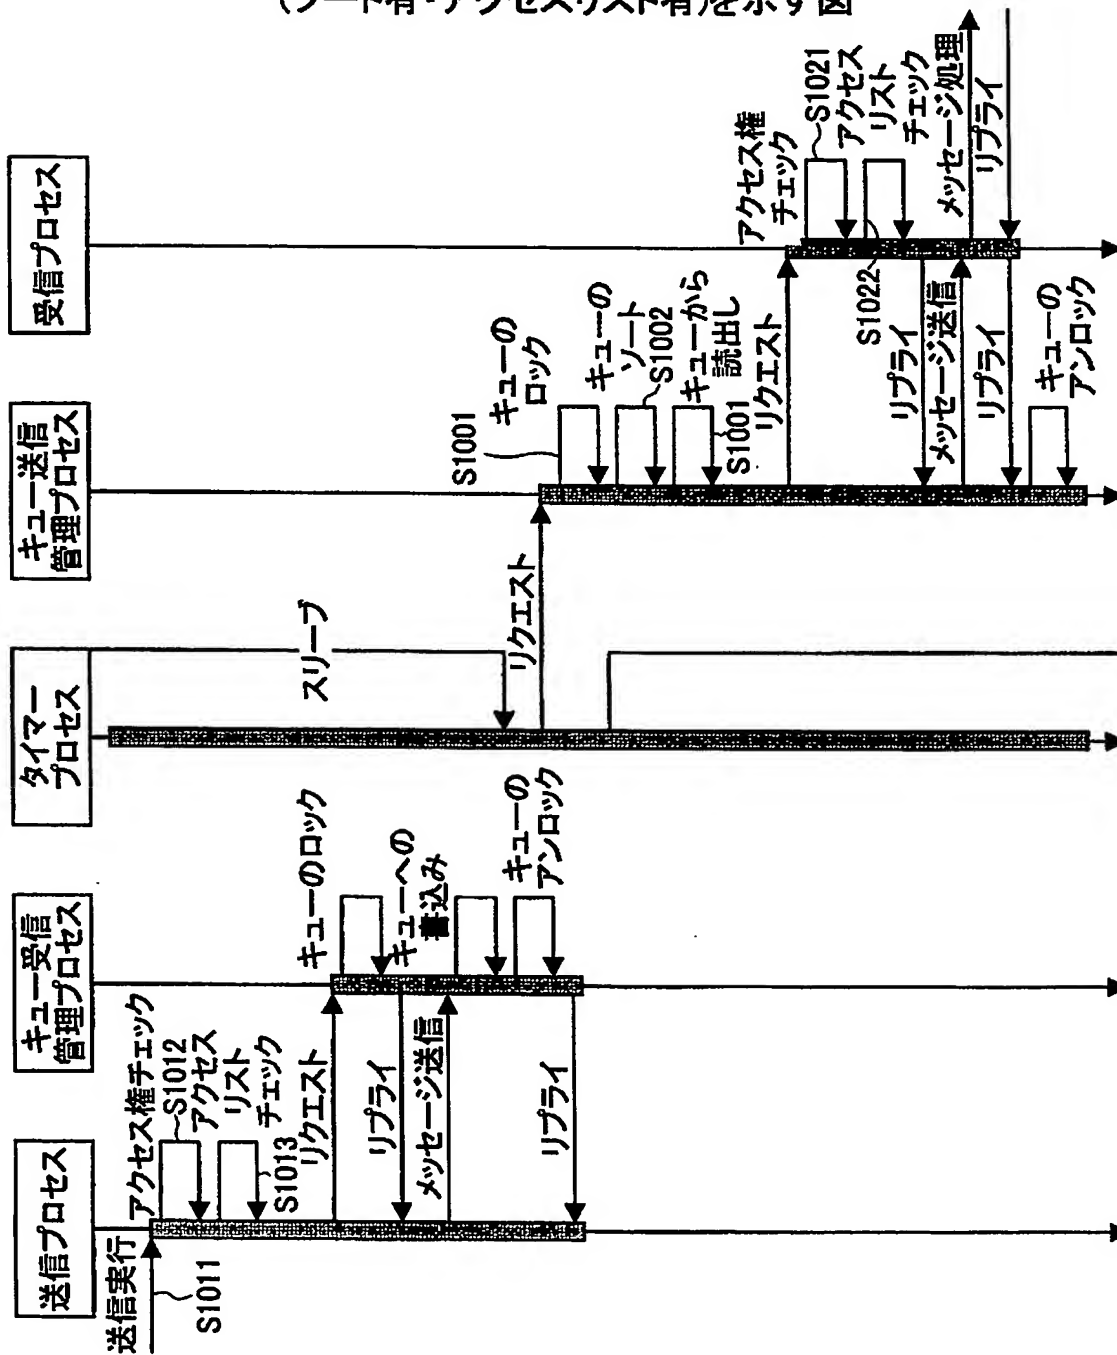 (ソート有・アクセスリスト有)を示す図
送信プロセス
キュー受信
管理プロセス
タイマー
プロセス
キュー送信
管理プロセス
受信プロセス
送信実行
S1011
アクセス権チェック
S1012
アクセス
リスト
チェック
S1013
リクエスト
キューのロック
リプライ
キューへの
書込み
メッセージ送信
キューの
アンロック
リプライ
スリープ
リクエスト
S1001
キューの
ロック
キューの
ソート
S1002
キューから
読出し
S1001
リクエスト
アクセス権
チェック
S1021
アクセス
リスト
チェック
S1022
リプライ
メッセージ送信
メッセージ処理
リプライ
リプライ
キューの
アンロック